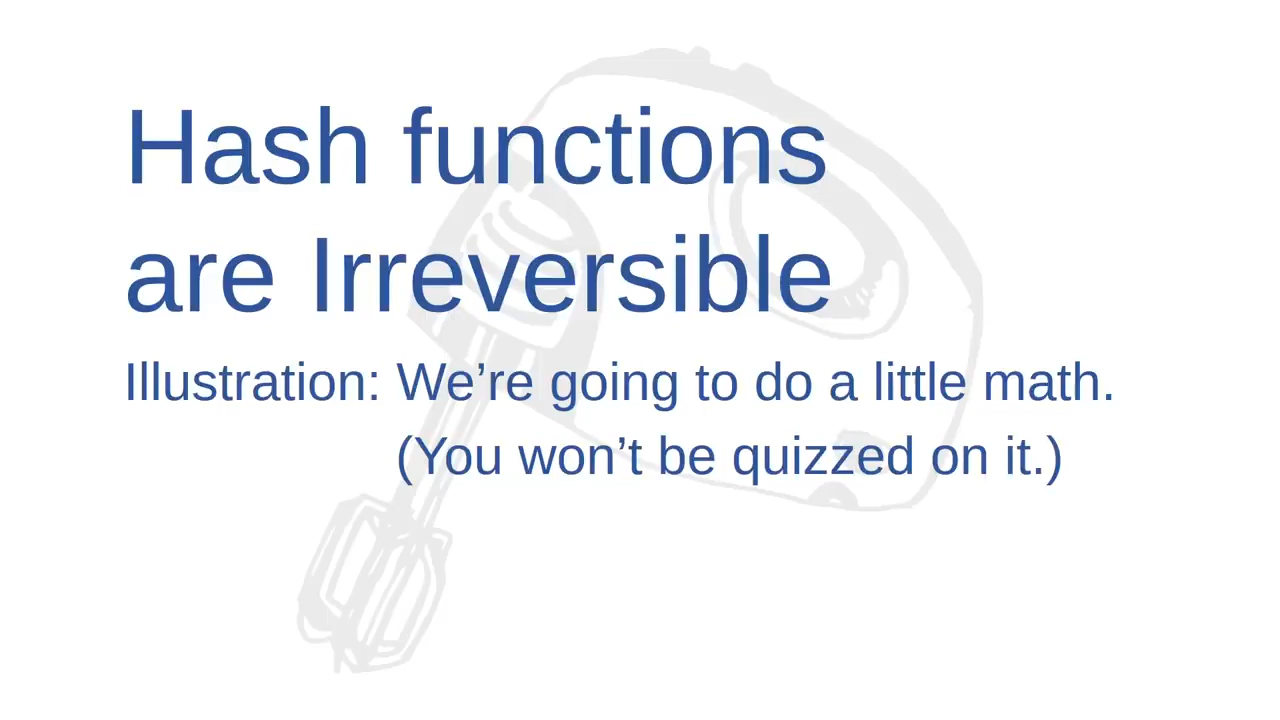 Hash functions
are Irreversible
Illustration: We’re going to do a little math.
(You won’t be quizzed on it.)